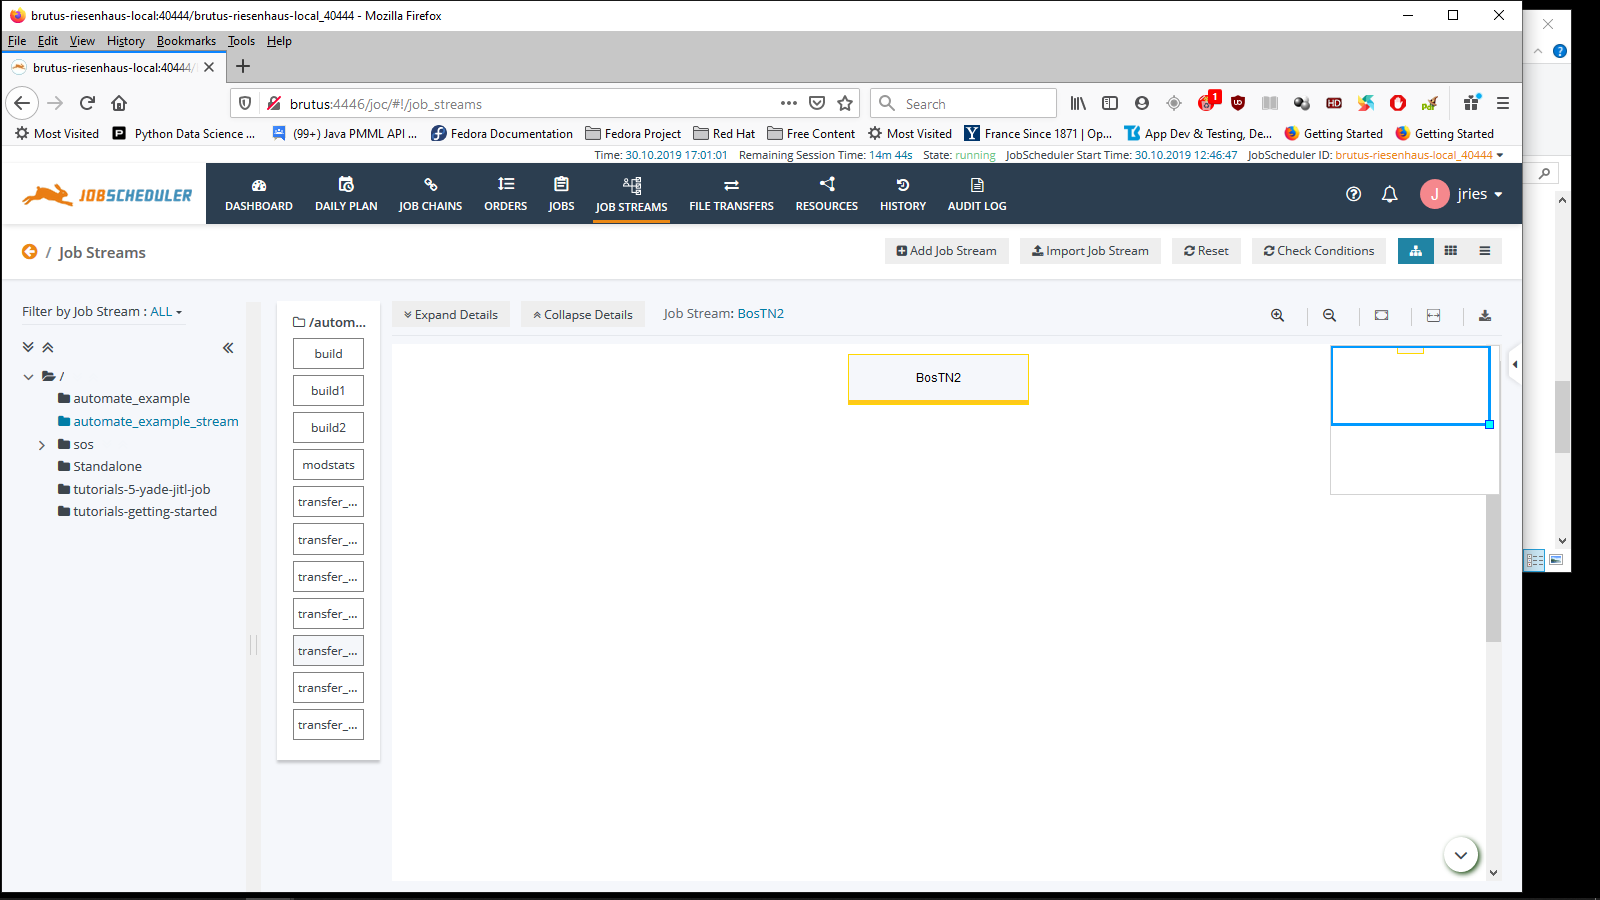 brutus-riesenhaus-local:40444/brutus-riesenhaus-local_40444 - Mozilla Firefox
File Edit View History Bookmarks Tools Help
brutus-riesenhaus-local:40444/
brutus:4446/joc/#!/job_streams
Search
1
Most Visited
Python Data Science ...
(99+) Java PMML API ...
Fedora Documentation
Fedora Project
Red Hat
Free Content
Most Visited
France Since 1871 | Op...
App Dev & Testing, De...
Getting Started
Getting Started
Time: 30.10.2019 17:01:01 Remaining Session Time: 14m 44s State: running JobScheduler Start Time: 30.10.2019 12:46:47 JobScheduler ID: brutus-riesenhaus-local_40444
JOBSCHEDULER
DASHBOARD
DAILY PLAN
JOB CHAINS
ORDERS
JOBS
JOB STREAMS
FILE TRANSFERS
RESOURCES
HISTORY
AUDIT LOG
J
jries
/ Job Streams
Add Job Stream
Import Job Stream
Reset
Check Conditions
Filter by Job Stream : ALL
/
automate_example
automate_example_stream
sos
Standalone
tutorials-5-yade-jitl-job
tutorials-getting-started
/autom...
build
build1
build2
modstats
transfer_...
transfer_...
transfer_...
transfer_...
transfer_...
transfer_...
transfer_...
Expand Details
Collapse Details
Job Stream: BosTN2
BosTN2